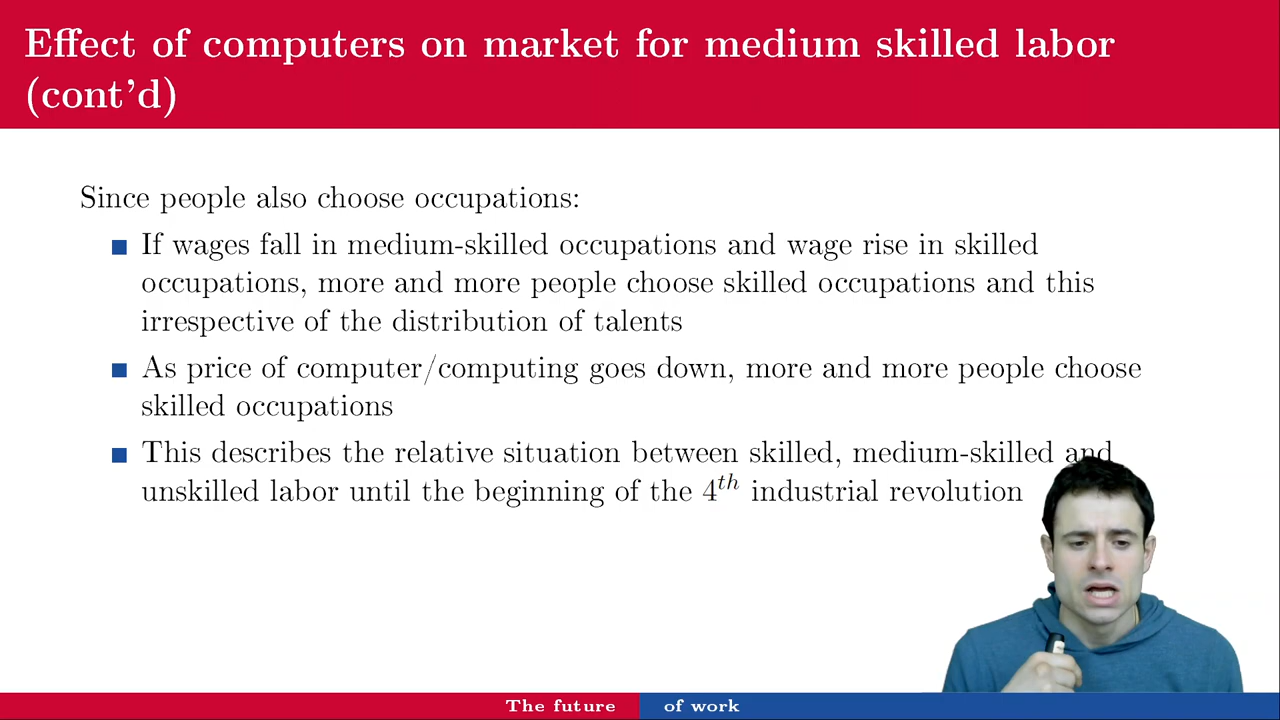 Effect of computers on market for medium skilled labor
(cont'd)
Since people also choose occupations:
If wages fall in medium-skilled occupations and wage rise in skilled
occupations, more and more people choose skilled occupations and this
irrespective of the distribution of talents
As price of computer/computing goes down, more and more people choose
skilled occupations
This describes the relative situation between skilled, medium-skilled and
unskilled labor until the beginning of the 4th industrial revolution
The future of work